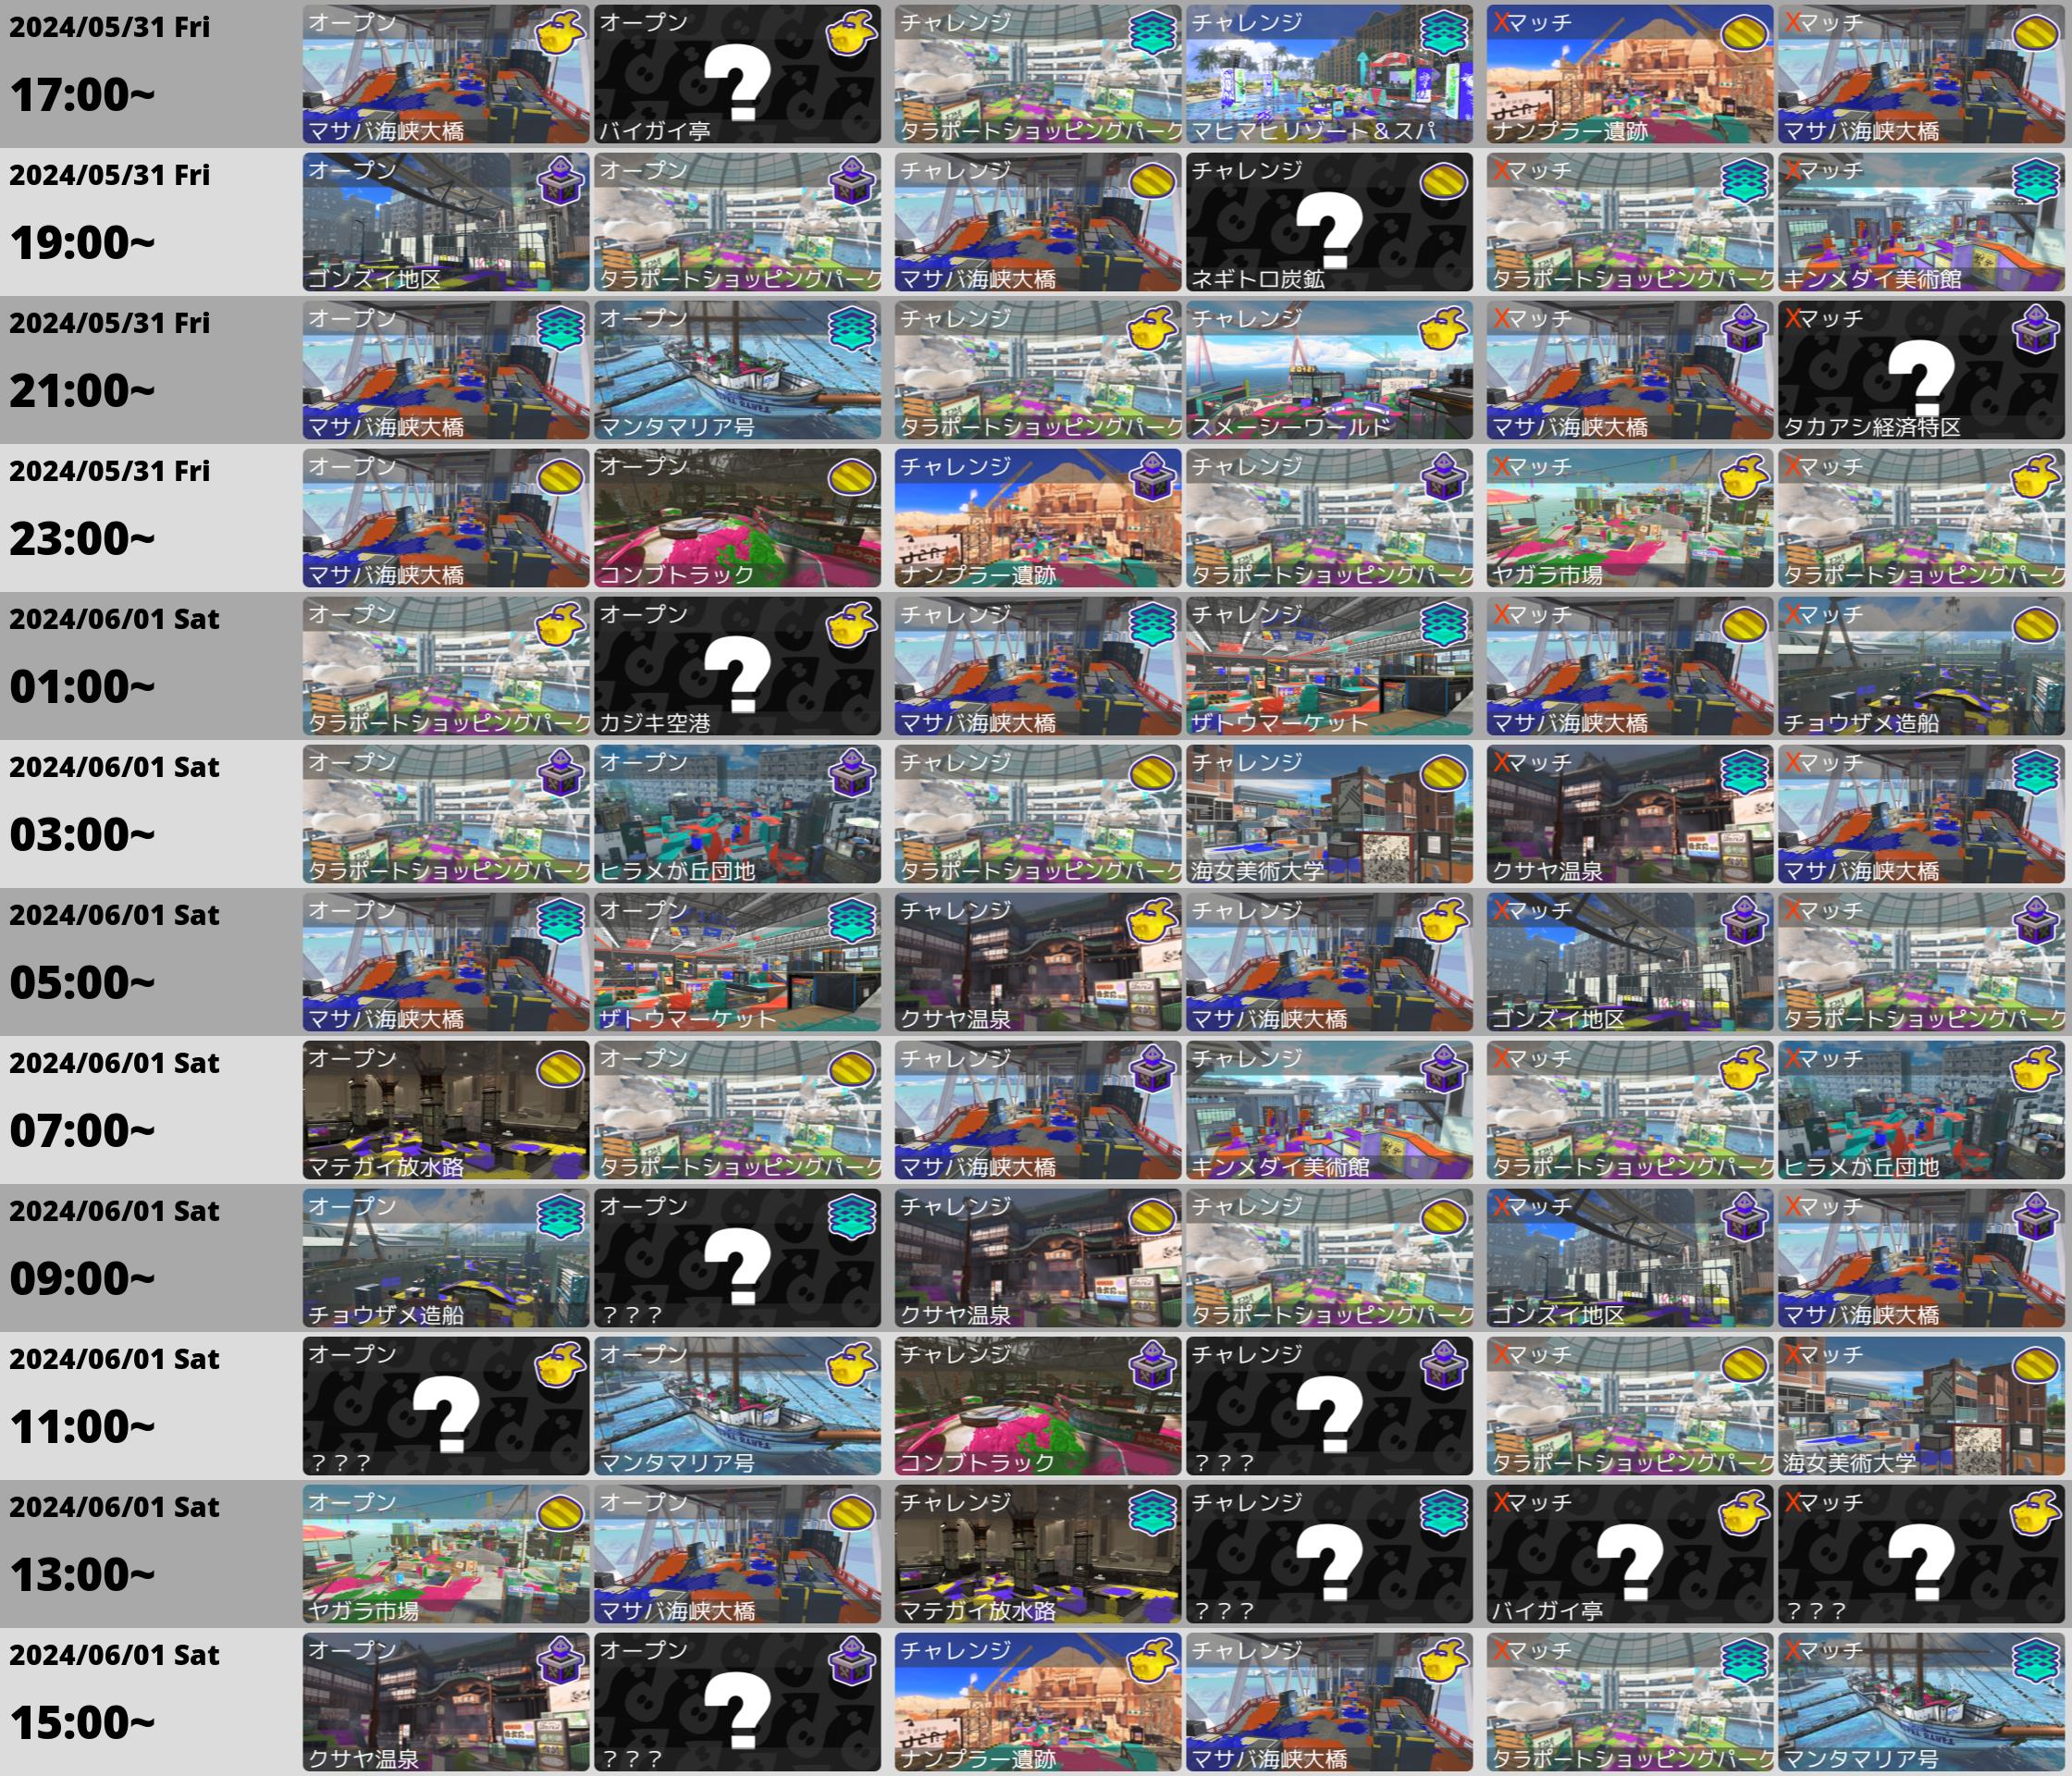 2024/05/31 Fri
17:00~
オープン
マサバ海峡大橋
オープン
バイガイ亭
チャレンジ
タラポートショッピングパーク
チャレンジ
マヒマヒリゾート＆スパ
Xマッチ
ナンプラー遺跡
Xマッチ
マサバ海峡大橋
2024/05/31 Fri
19:00~
オープン
ゴンズイ地区
オープン
タラポートショッピングパーク
チャレンジ
マサバ海峡大橋
チャレンジ
ネギトロ炭鉱
Xマッチ
タラポートショッピングパーク
Xマッチ
キンメダイ美術館
2024/05/31 Fri
21:00~
オープン
マサバ海峡大橋
オープン
マンタマリア号
チャレンジ
タラポートショッピングパーク
チャレンジ
スメーシーワールド
Xマッチ
マサバ海峡大橋
Xマッチ
タカアシ経済特区
2024/05/31 Fri
23:00~
オープン
マサバ海峡大橋
オープン
コンブトラック
チャレンジ
ナンプラー遺跡
チャレンジ
タラポートショッピングパーク
Xマッチ
ヤガラ市場
Xマッチ
タラポートショッピングパーク
2024/06/01 Sat
01:00~
オープン
タラポートショッピングパーク
オープン
カジキ空港
チャレンジ
マサバ海峡大橋
チャレンジ
ザトウマーケット
Xマッチ
マサバ海峡大橋
Xマッチ
チョウザメ造船
2024/06/01 Sat
03:00~
オープン
タラポートショッピングパーク
オープン
ヒラメが丘団地
チャレンジ
タラポートショッピングパーク
チャレンジ
海女美術大学
Xマッチ
クサヤ温泉
Xマッチ
マサバ海峡大橋
2024/06/01 Sat
05:00~
オープン
マサバ海峡大橋
オープン
ザトウマーケット
チャレンジ
クサヤ温泉
チャレンジ
マサバ海峡大橋
Xマッチ
ゴンズイ地区
Xマッチ
タラポートショッピングパーク
2024/06/01 Sat
07:00~
オープン
マテガイ放水路
オープン
タラポートショッピングパーク
チャレンジ
マサバ海峡大橋
チャレンジ
キンメダイ美術館
Xマッチ
タラポートショッピングパーク
Xマッチ
ヒラメが丘団地
2024/06/01 Sat
09:00~
オープン
チョウザメ造船
オープン
？？？
チャレンジ
クサヤ温泉
チャレンジ
タラポートショッピングパーク
Xマッチ
ゴンズイ地区
Xマッチ
マサバ海峡大橋
2024/06/01 Sat
11:00~
オープン
？？？
オープン
マンタマリア号
チャレンジ
コンブトラック
チャレンジ
？？？
Xマッチ
タラポートショッピングパーク
Xマッチ
海女美術大学
2024/06/01 Sat
13:00~
オープン
ヤガラ市場
オープン
マサバ海峡大橋
チャレンジ
マテガイ放水路
チャレンジ
？？？
Xマッチ
バイガイ亭
Xマッチ
？？？
2024/06/01 Sat
15:00~
オープン
クサヤ温泉
オープン
？？？
チャレンジ
ナンプラー遺跡
チャレンジ
マサバ海峡大橋
Xマッチ
タラポートショッピングパーク
Xマッチ
マンタマリア号